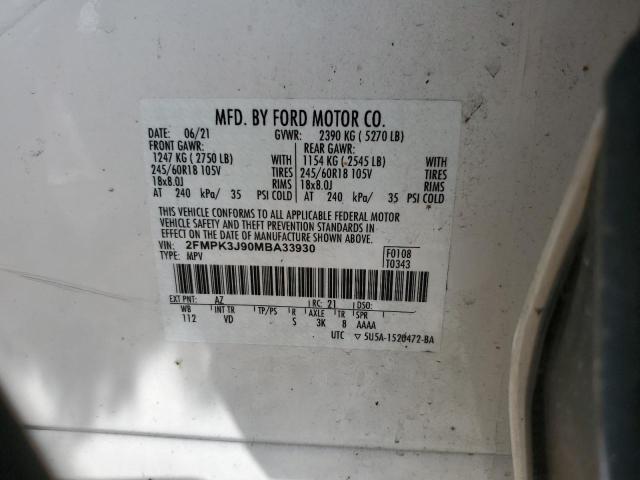 MFD. BY FORD MOTOR CO.
DATE: 06/21 GVWR: 2390 KG ( 5270 LB)
FRONT GAWR: REAR GAWR:
1247 KG ( 2750 LB) WITH 1154 KG ( 2545 LB) WITH
245/60R18 105V TIRES 245/60R18 105V TIRES
18x8.0J RIMS 18x8.0J RIMS
AT 240 kPa/ 35 PSI COLD AT 240 kPa/ 35 PSI COLD
THIS VEHICLE CONFORMS TO ALL APPLICABLE FEDERAL MOTOR
VEHICLE SAFETY AND THEFT PREVENTION STANDARDS IN
EFFECT ON THE DATE OF MANUFACTURE SHOWN ABOVE.
VIN: 2FMPK3J90MBA33930 F0108
TYPE: MPV T0343
EXT PNT: AZ RC: 21 DSO:
WB INT TR TP/PS R AXLE TR SPR
112 VD S 3K 8 AAAA
UTC ▽ 5U5A-1520472-BA